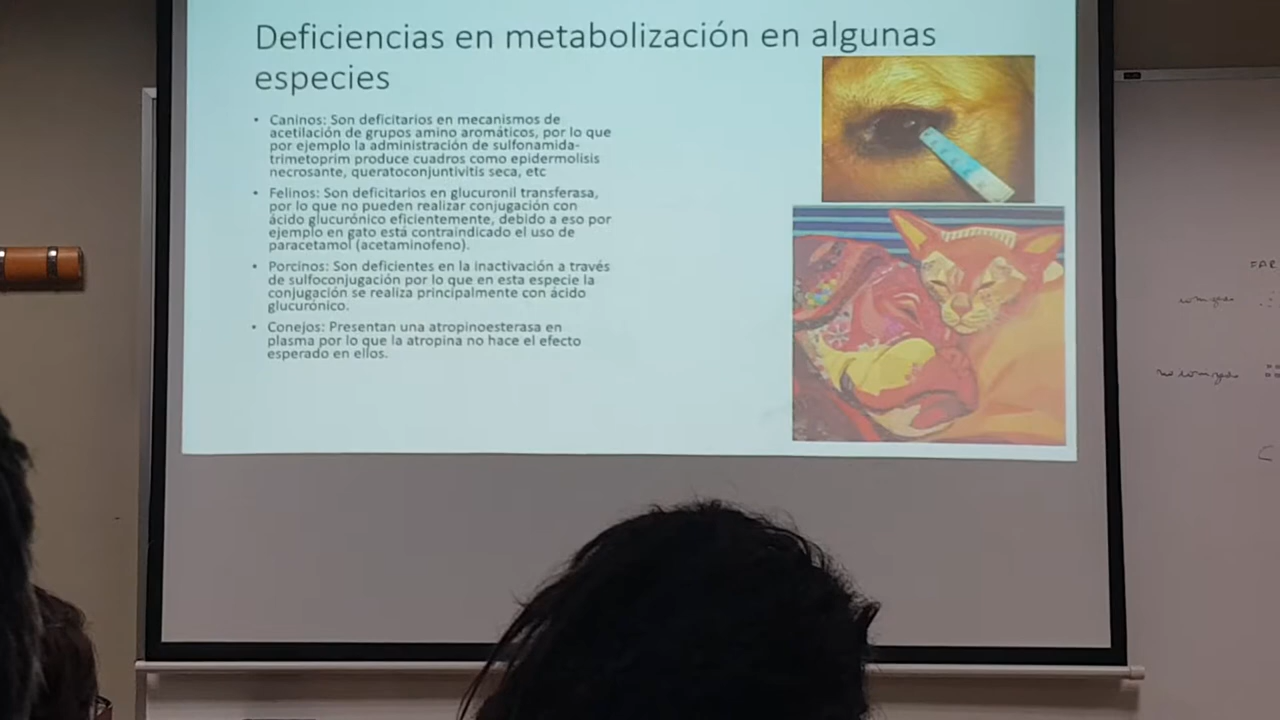 Deficiencias en metabolización en algunas
especies
• Caninos: Son deficitarios en mecanismos de
acetilación de grupos amino aromáticos, por lo que
por ejemplo la administración de sulfonamida-
trimetoprim produce cuadros como epidermolisis
necrosante, queratoconjuntivitis seca, etc
• Felinos: Son deficitarios en glucuronil transferasa,
por lo que no pueden realizar conjugación con
ácido glucurónico eficientemente, debido a eso por
ejemplo en gato está contraindicado el uso de
paracetamol (acetaminofeno).
• Porcinos: Son deficientes en la inactivación a través
de sulfoconjugación por lo que en esta especie la
conjugación se realiza principalmente con ácido
glucurónico.
• Conejos: Presentan una atropinoesterasa en
plasma por lo que la atropina no hace el efecto
esperado en ellos.